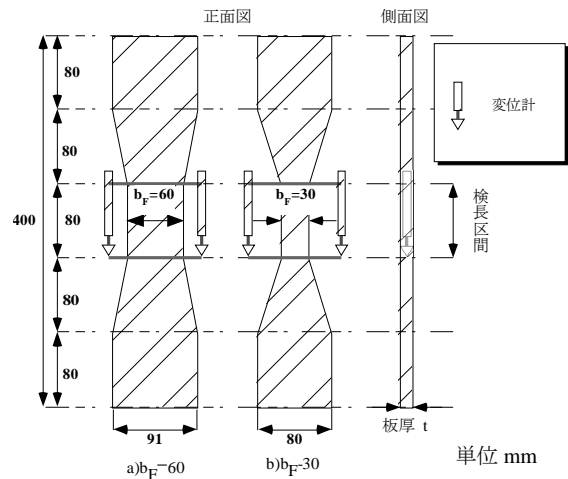 正面図
側面図
80
80
400
80
80
80
b_F=60
b_F=30
変位計
検長区間
91
80
板厚 t
a)b_F=60
b)b_F-30
単位 mm